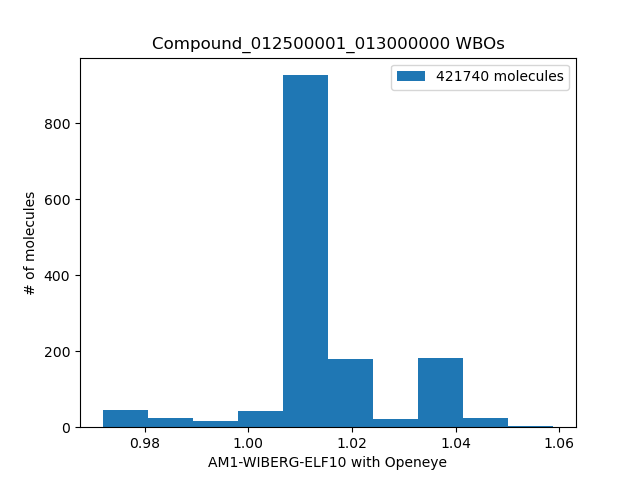 Compound_012500001_013000000 WBOs
421740 molecules
# of molecules
800
600
400
200
0
0.98 1.00 1.02 1.04 1.06
AM1-WIBERG-ELF10 with Openeye